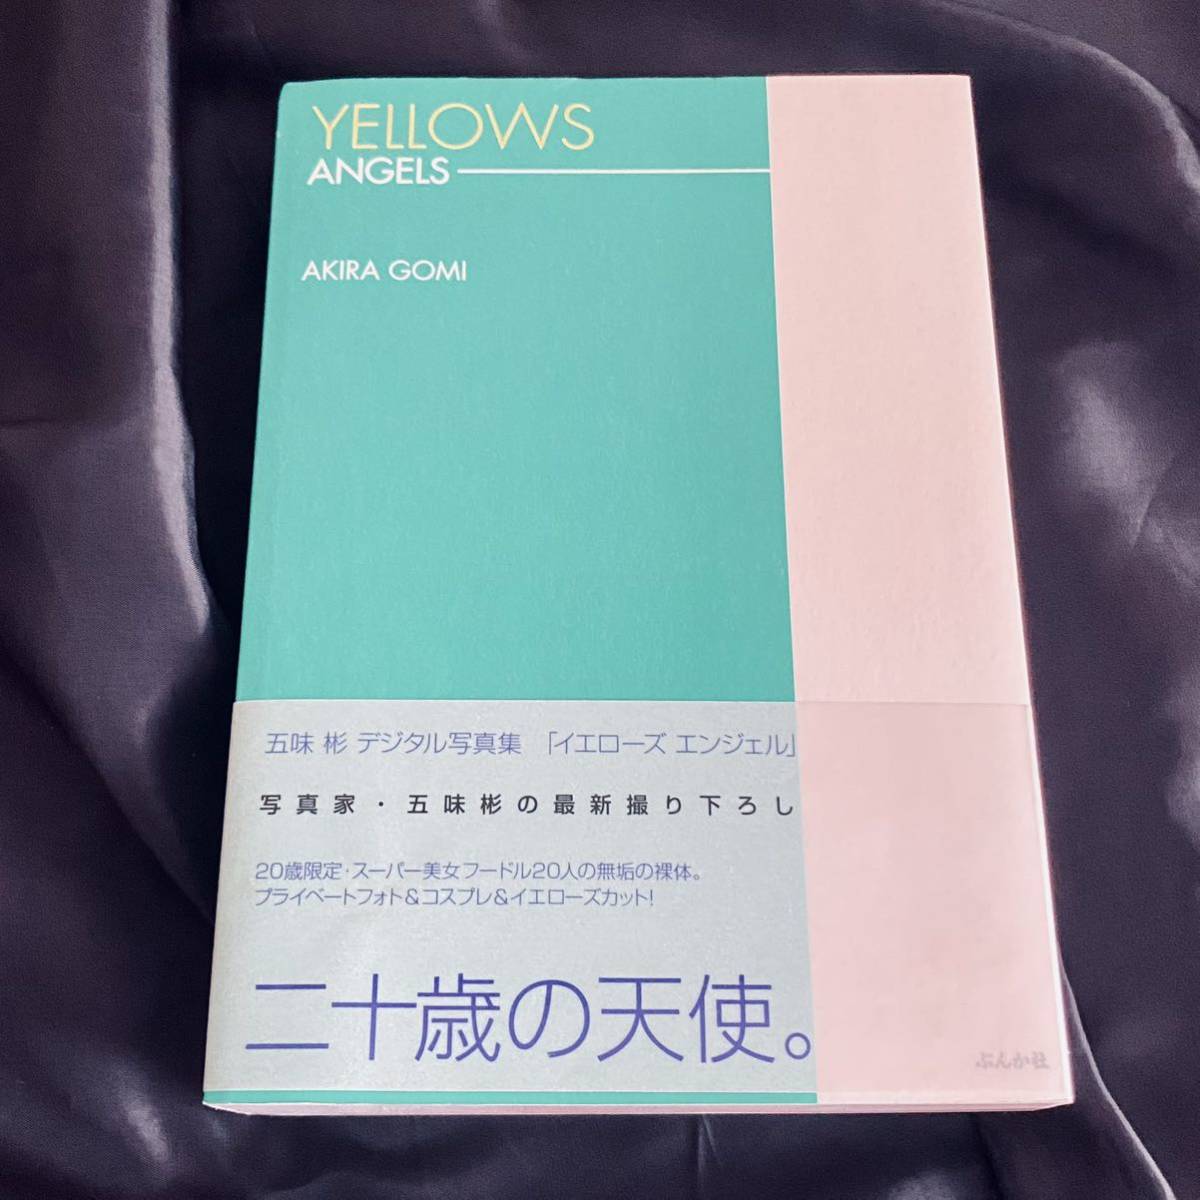 YELLOWS
ANGELS
AKIRA GOMI
五味 彬 デジタル写真集 「イエローズ エンジェル」
写真家・五味彬の最新撮り下ろし
20歳限定・スーパー美女フードル20人の無垢の裸体。
プライベートフォト&コスプレ&イエローズカット!
二十歳の天使。
ぶんか社